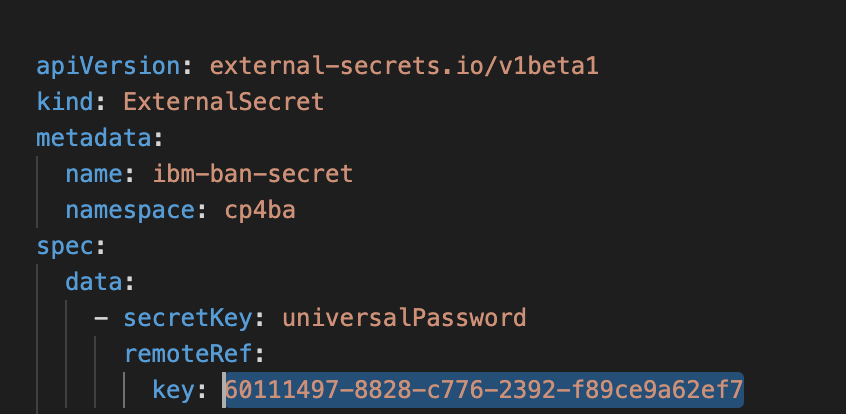 apiVersion: external-secrets.io/v1beta1
kind: ExternalSecret
metadata:
  name: ibm-ban-secret
  namespace: cp4ba
spec:
  data:
    - secretKey: universalPassword
      remoteRef:
        key: 60111497-8828-c776-2392-f89ce9a62ef7